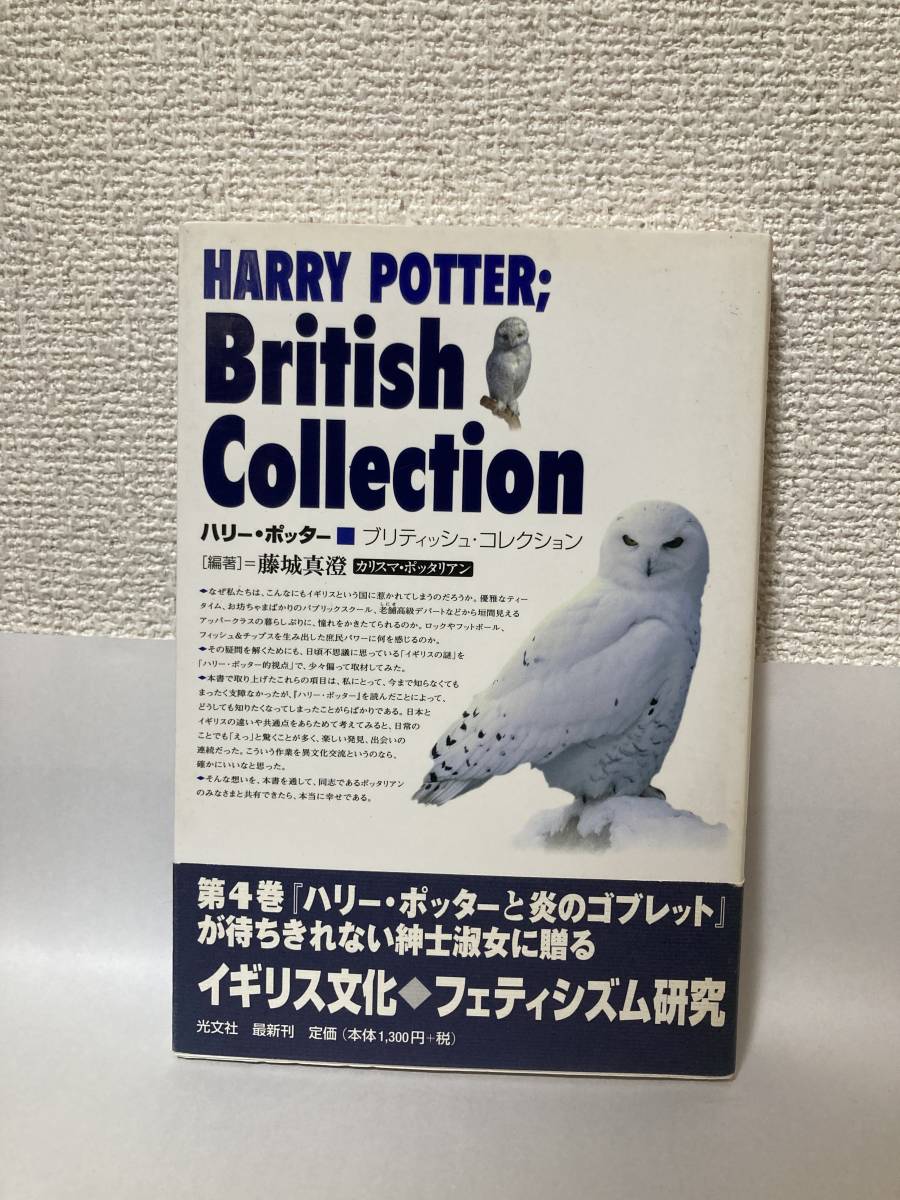 HARRY POTTER;
British
Collection
ハリー・ポッター■ブリティッシュ・コレクション
[編著]=藤城真澄 カリスマ・ポッタリアン
◆なぜ私たちは、こんなにもイギリスという国に惹かれてしまうのだろうか。優雅なティー
タイム、お坊ちゃまばかりのパブリックスクール、老舗高級デパートなどから垣間見える
アッパークラスの暮らしぶりに、憧れをかきたてられるのか。ロックやフットボール、
フィッシュ&チップスを生み出した庶民パワーに何を感じるのか。
◆その疑問を解くためにも、日頃不思議に思っている「イギリスの謎」を
「ハリー・ポッター的視点」で、少々偏って取材してみた。
◆本書で取り上げたこれらの項目は、私にとって、今まで知らなくても
まったく支障なかったが、『ハリー・ポッター』を読んだことによって、
どうしても知りたくなってしまったことがらばかりである。日本と
イギリスの違いや共通点をあらためて考えてみると、日常の
ことでも「えっ」と驚くことが多く、楽しい発見、出会いの
連続だった。こういう作業を異文化交流というのなら、
確かにいいなと思った。
◆そんな想いを、本書を通して、同志であるポッタリアン
のみなさまと共有できたら、本当に幸せである。
第4巻『ハリー・ポッターと炎のゴブレット』
が待ちきれない紳士淑女に贈る
イギリス文化◆フェティシズム研究
光文社 最新刊 定価(本体1,300円+税)